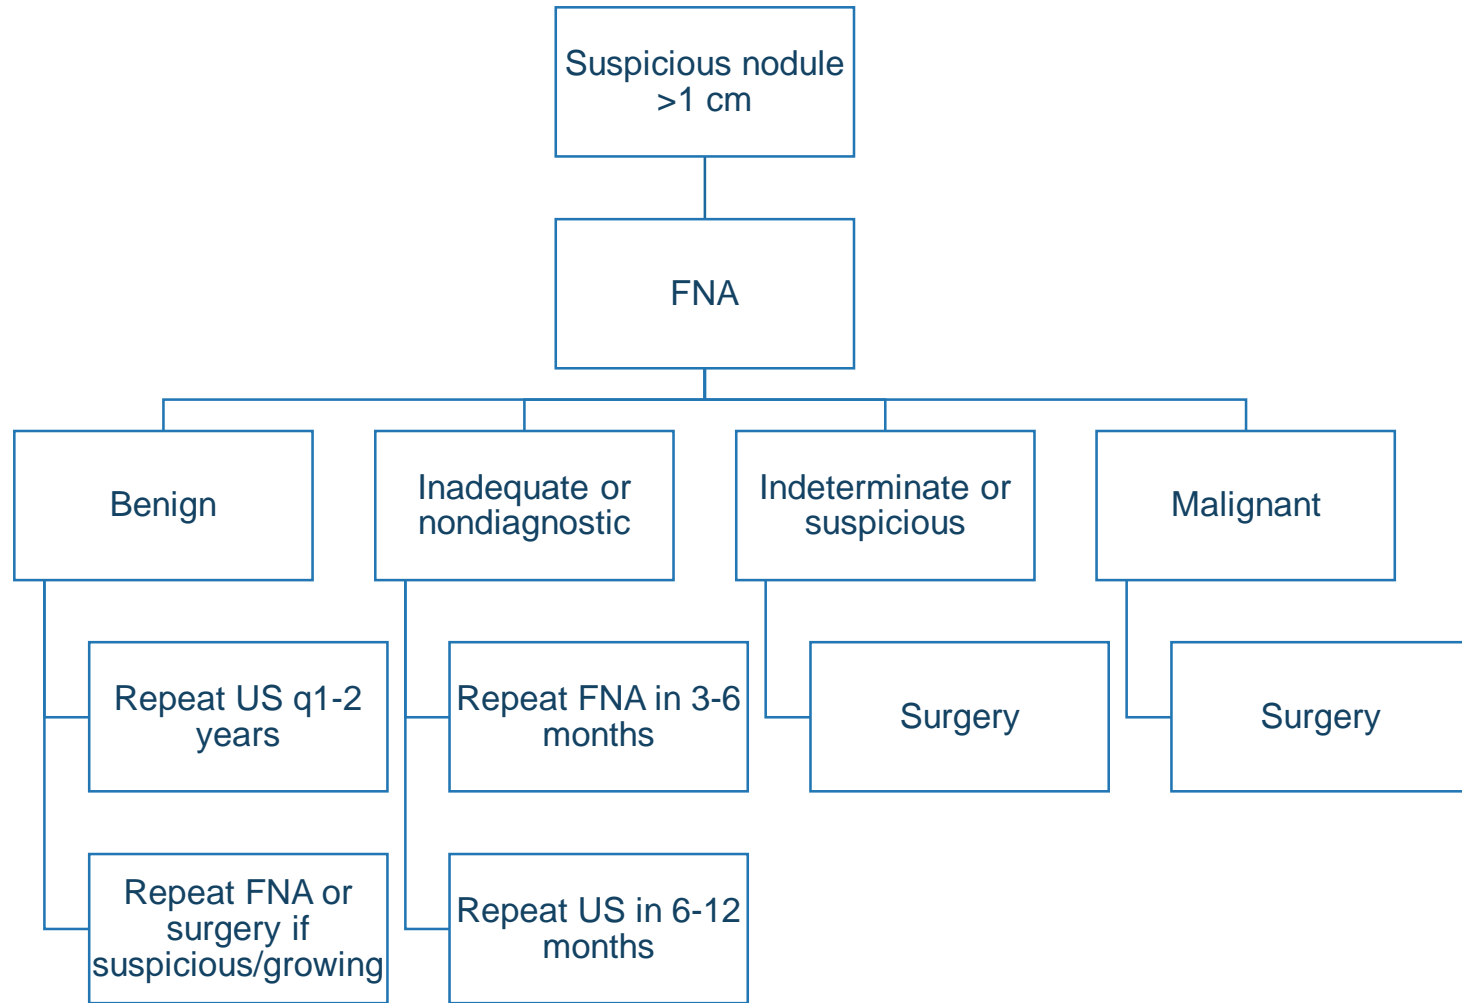 Suspicious nodule
>1 cm
FNA
Benign
Inadequate or
nondiagnostic
Indeterminate or
suspicious
Malignant
Repeat US q1-2
years
Repeat FNA in 3-6
months
Surgery
Surgery
Repeat FNA or
surgery if
suspicious/growing
Repeat US in 6-12
months